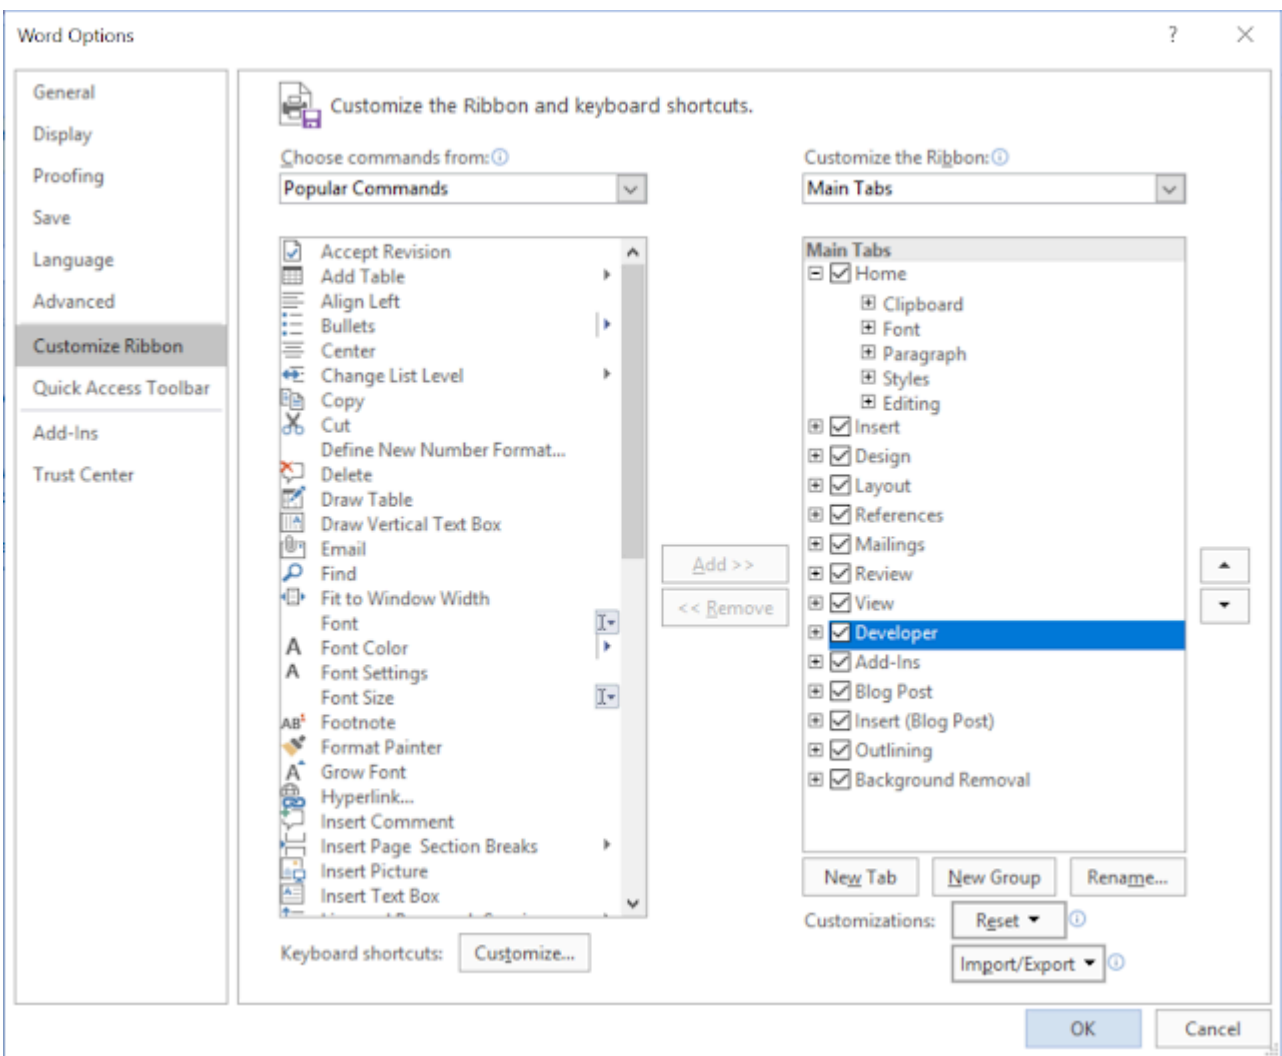 Word Options
?
General
Display
Proofing
Save
Language
Advanced
Customize Ribbon
Quick Access Toolbar
Add-Ins
Trust Center
Customize the Ribbon and keyboard shortcuts.
Choose commands from:
Popular Commands
Accept Revision
Add Table
Align Left
Bullets
Center
Change List Level
Copy
Cut
Define New Number Format...
Delete
Draw Table
Draw Vertical Text Box
Email
Find
Fit to Window Width
Font
Font Color
Font Settings
Font Size
Footnote
Format Painter
Grow Font
Hyperlink...
Insert Comment
Insert Page Section Breaks
Insert Picture
Insert Text Box
Keyboard shortcuts: Customize...
Add >>
<< Remove
Customize the Ribbon:
Main Tabs
Main Tabs
Home
Clipboard
Font
Paragraph
Styles
Editing
Insert
Design
Layout
References
Mailings
Review
View
Developer
Add-Ins
Blog Post
Insert (Blog Post)
Outlining
Background Removal
New Tab New Group Rename...
Customizations: Reset
Import/Export
OK Cancel